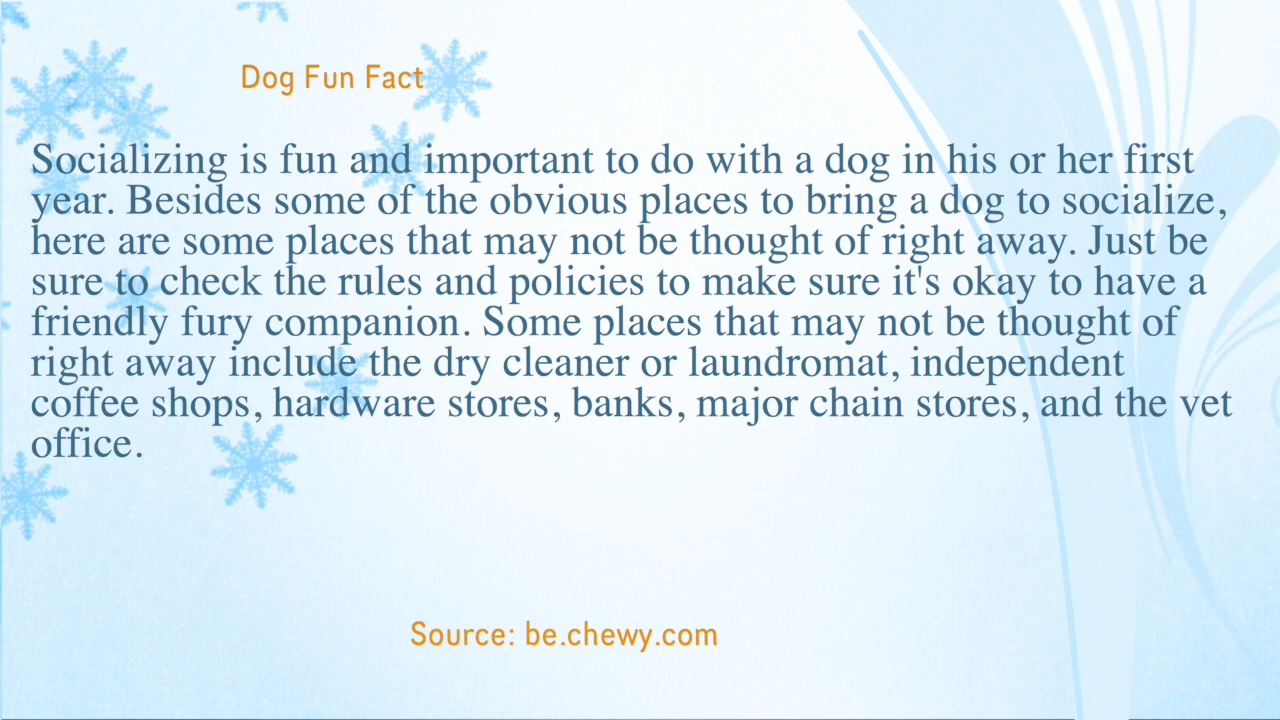 Dog Fun Fact
Socializing is fun and important to do with a dog in his or her first
year. Besides some of the obvious places to bring a dog to socialize,
here are some places that may not be thought of right away. Just be
sure to check the rules and policies to make sure it's okay to have a
friendly fury companion. Some places that may not be thought of
right away include the dry cleaner or laundromat, independent
coffee shops, hardware stores, banks, major chain stores, and the vet
office.
Source: be.chewy.com